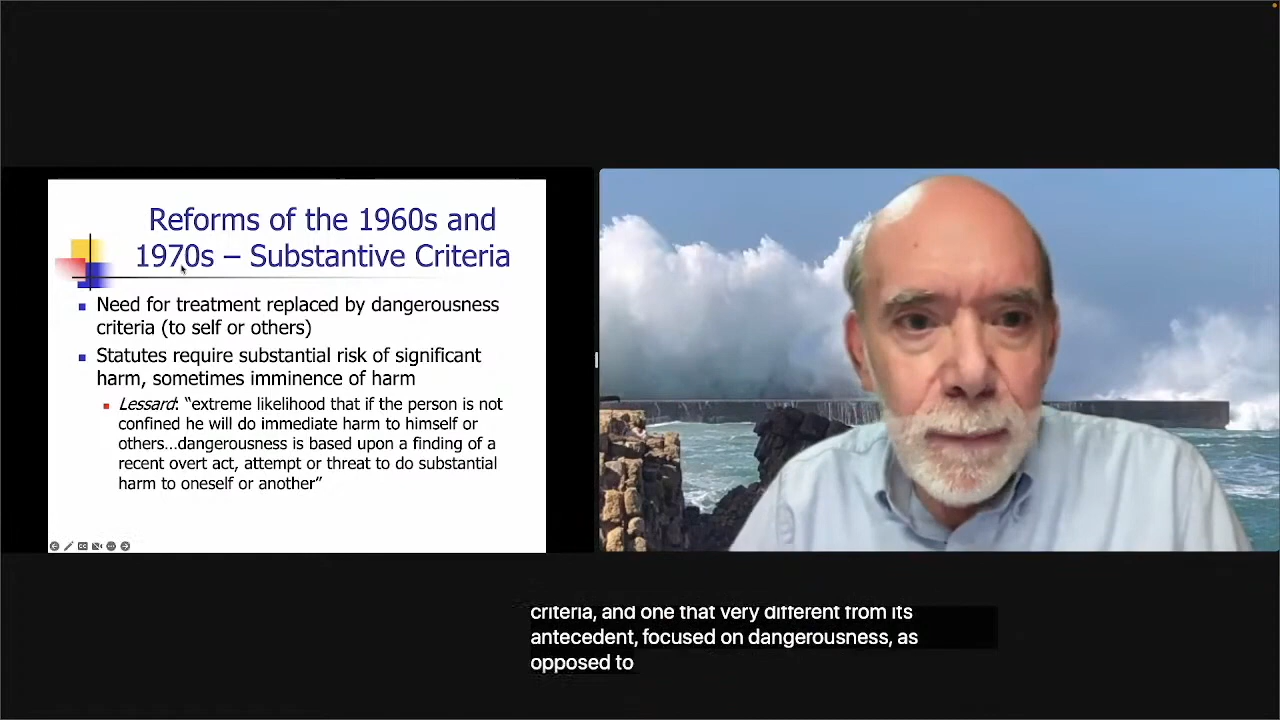 Reforms of the 1960s and
1970s – Substantive Criteria
Need for treatment replaced by dangerousness
criteria (to self or others)
Statutes require substantial risk of significant
harm, sometimes imminence of harm
Lessard: “extreme likelihood that if the person is not
confined he will do immediate harm to himself or
others…dangerousness is based upon a finding of a
recent overt act, attempt or threat to do substantial
harm to oneself or another”
criteria, and one that very different from its
antecedent, focused on dangerousness, as
opposed to